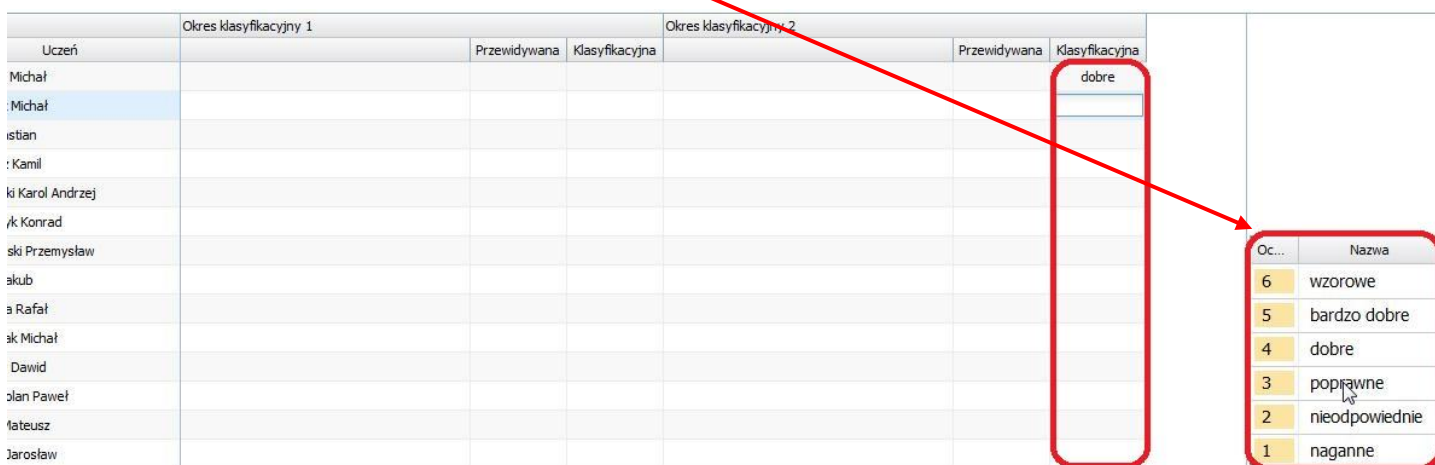 Okres klasyfikacyjny 1 Okres klasyfikacyjny 2
Uczeń Przewidywana Klasyfikacyjna Przewidywana Klasyfikacyjna
Michał dobre
Michał
Kamil
Karol Andrzej
Konrad
Przemysław
Rafał
Michał
Dawid
Paweł
Jarosław
Oc... Nazwa
6 wzorowe
5 bardzo dobre
4 dobre
3 poprawne
2 nieodpowiednie
1 naganne